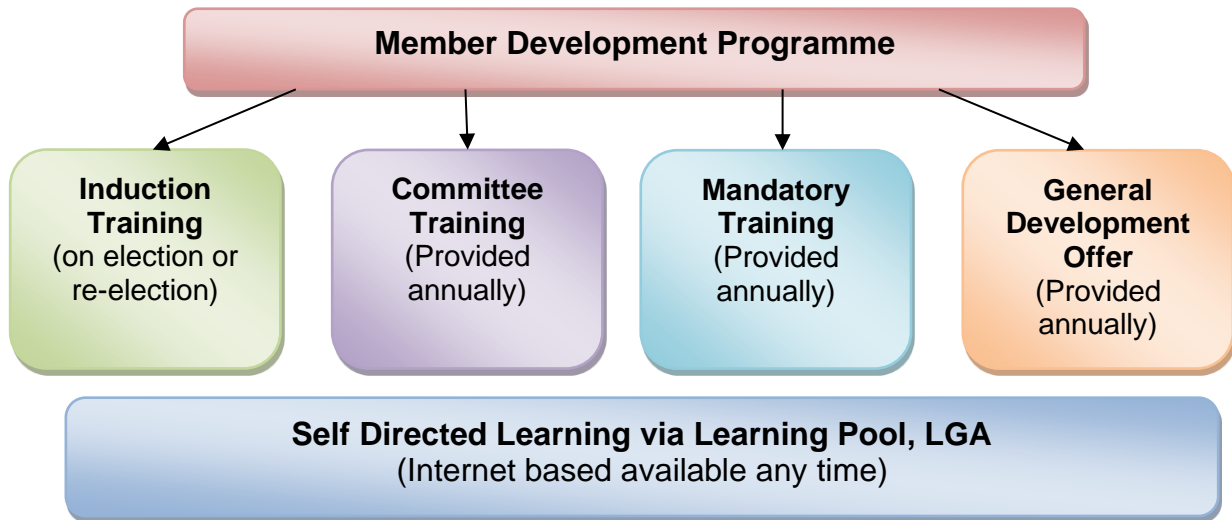 Member Development Programme
Induction
Training
(on election or
re-election)
Committee
Training
(Provided
annually)
Mandatory
Training
(Provided
annually)
General
Development
Offer
(Provided
annually)
Self Directed Learning via Learning Pool, LGA
(Internet based available any time)